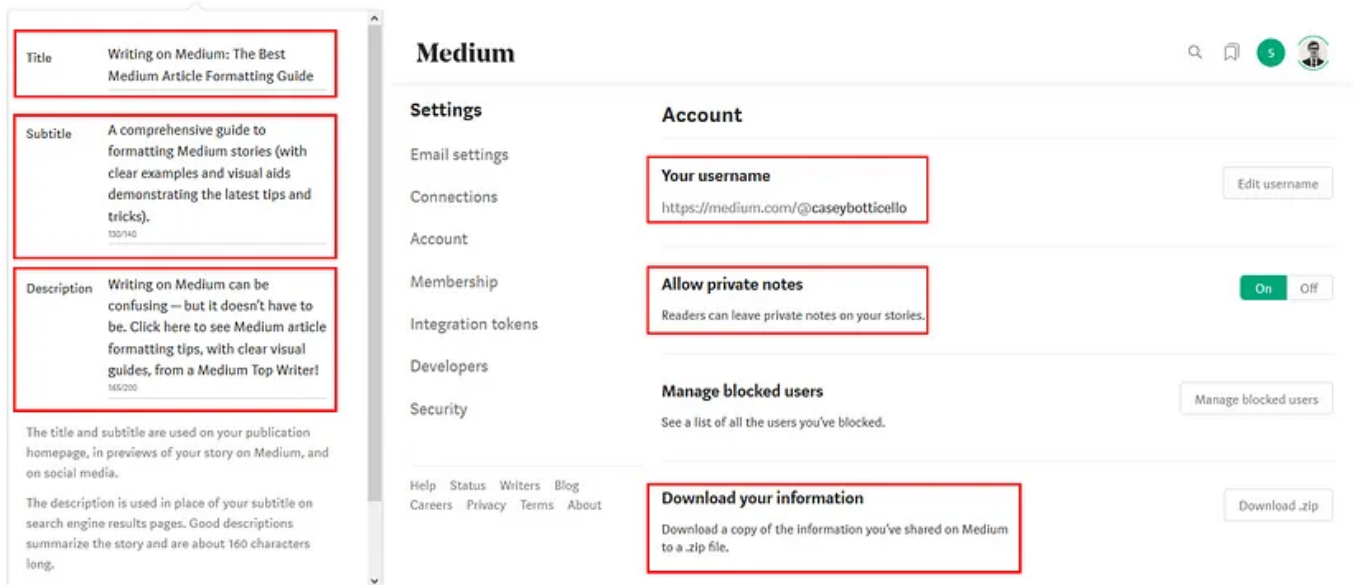 Title
Writing on Medium: The Best
Medium Article Formatting Guide
Subtitle
A comprehensive guide to
formatting Medium stories (with
clear examples and visual aids
demonstrating the latest tips and
tricks).
130/140
Description
Writing on Medium can be
confusing — but it doesn't have to
be. Click here to see Medium article
formatting tips, with clear visual
guides, from a Medium Top Writer!
165/200
The title and subtitle are used on your publication
homepage, in previews of your story on Medium, and
on social media.
The description is used in place of your subtitle on
search engine results pages. Good descriptions
summarize the story and are about 160 characters
long.
Medium
S
Settings
Email settings
Connections
Account
Membership
Integration tokens
Developers
Security
Help Status Writers Blog
Careers Privacy Terms About
Account
Your username
https://medium.com/@caseybotticello
Edit username
Allow private notes
Readers can leave private notes on your stories.
On Off
Manage blocked users
See a list of all the users you've blocked.
Manage blocked users
Download your information
Download a copy of the information you've shared on Medium
to a .zip file.
Download .zip